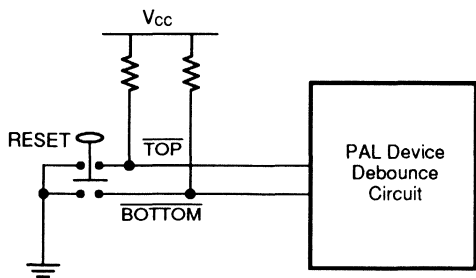 VCC
RESET
TOP
BOTTOM
PAL Device
Debounce
Circuit